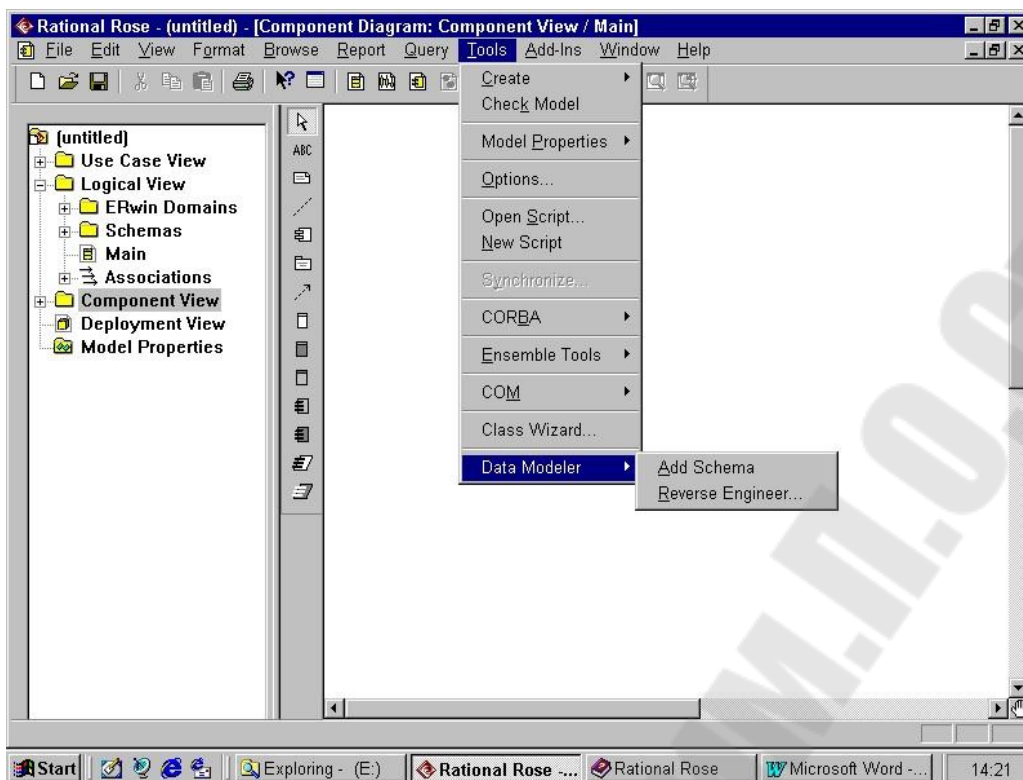 Rational Rose - (untitled) - [Component Diagram: Component View / Main]
File Edit View Format Browse Report Query Tools Add-Ins Window Help
(untitled)
Use Case View
Logical View
ERwin Domains
Schemas
Main
Associations
Component View
Deployment View
Model Properties
ABC
Create
Check Model
Model Properties
Options...
Open Script...
New Script
Synchronize...
CORBA
Ensemble Tools
COM
Class Wizard...
Data Modeler
Add Schema
Reverse Engineer...
Start Exploring - (E:) Rational Rose -... Rational Rose Microsoft Word -... 14:21